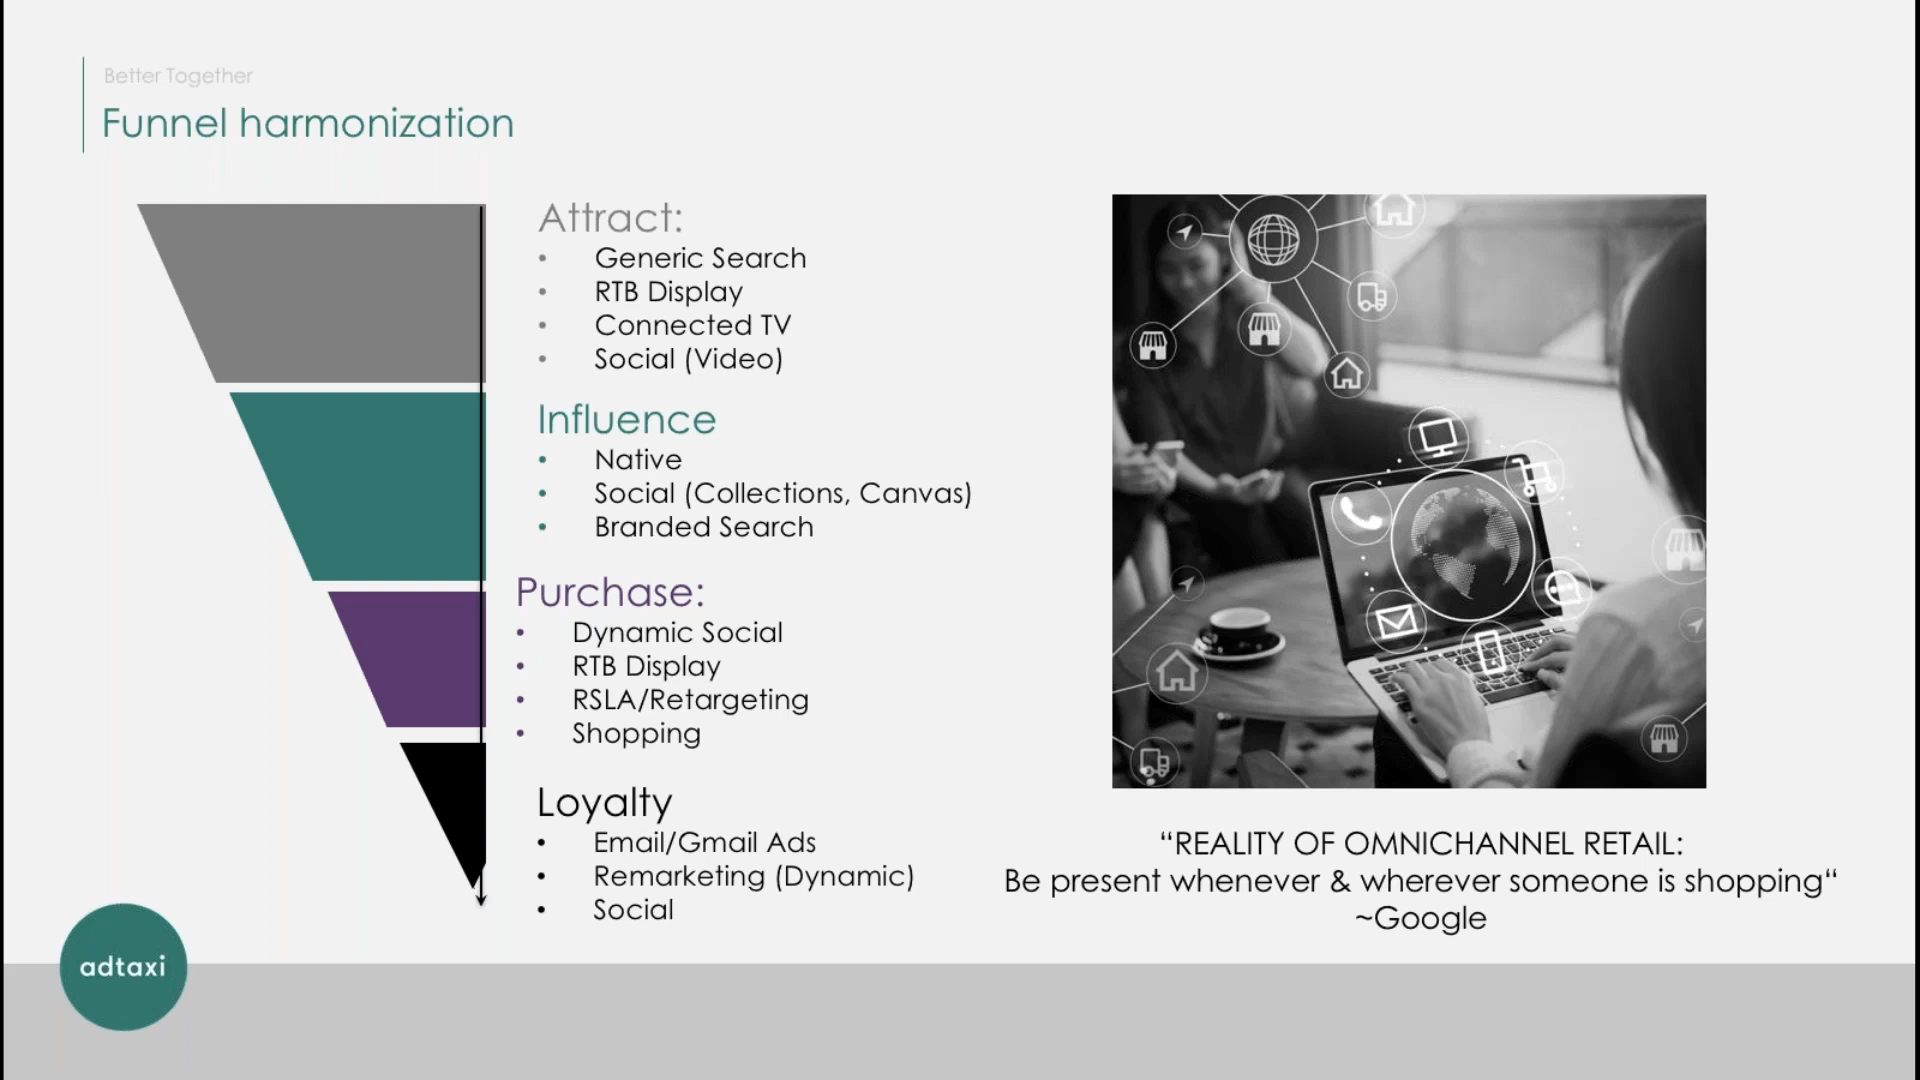 Better Together
Funnel harmonization
Attract:
• Generic Search
• RTB Display
• Connected TV
• Social (Video)
Influence
• Native
• Social (Collections, Canvas)
• Branded Search
Purchase:
• Dynamic Social
• RTB Display
• RSLA/Retargeting
• Shopping
Loyalty
• Email/Gmail Ads
• Remarketing (Dynamic)
• Social
“REALITY OF OMNICHANNEL RETAIL:
Be present whenever & wherever someone is shopping“
~Google
adtaxi